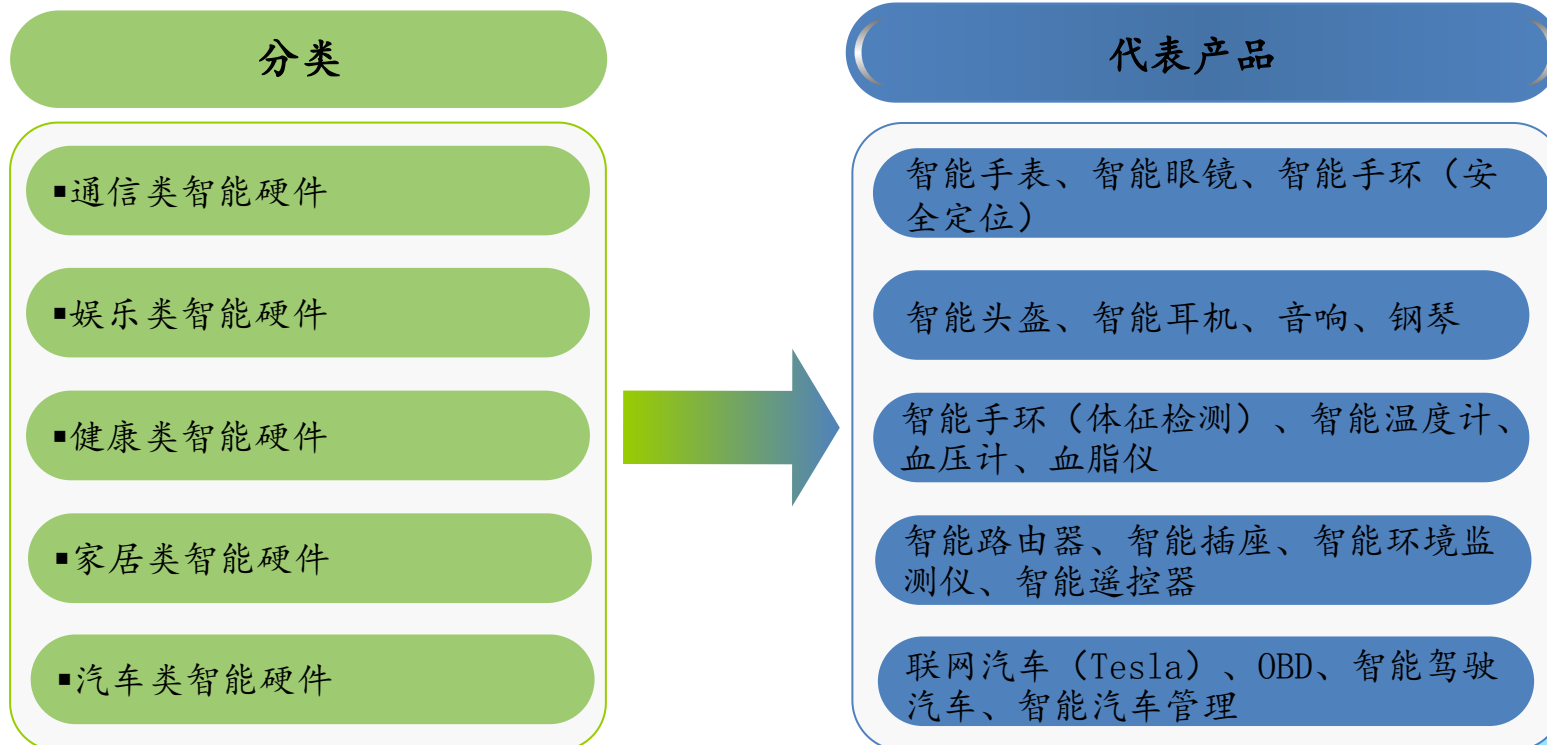 分类
代表产品
▪通信类智能硬件
智能手表、智能眼镜、智能手环（安
全定位）
▪娱乐类智能硬件
智能头盔、智能耳机、音响、钢琴
▪健康类智能硬件
智能手环（体征检测）、智能温度计、
血压计、血脂仪
▪家居类智能硬件
智能路由器、智能插座、智能环境监
测仪、智能遥控器
▪汽车类智能硬件
联网汽车（Tesla）、OBD、智能驾驶
汽车、智能汽车管理